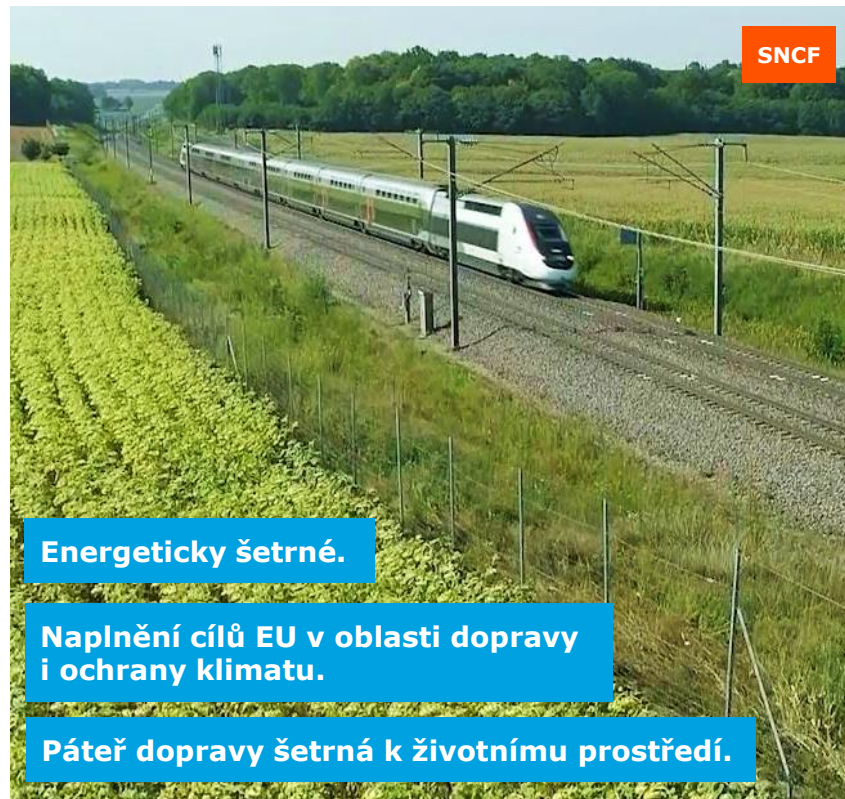 SNCF
Energeticky šetrné.
Naplnění cílů EU v oblasti dopravy
i ochrany klimatu.
Páteř dopravy šetrná k životnímu prostředí.